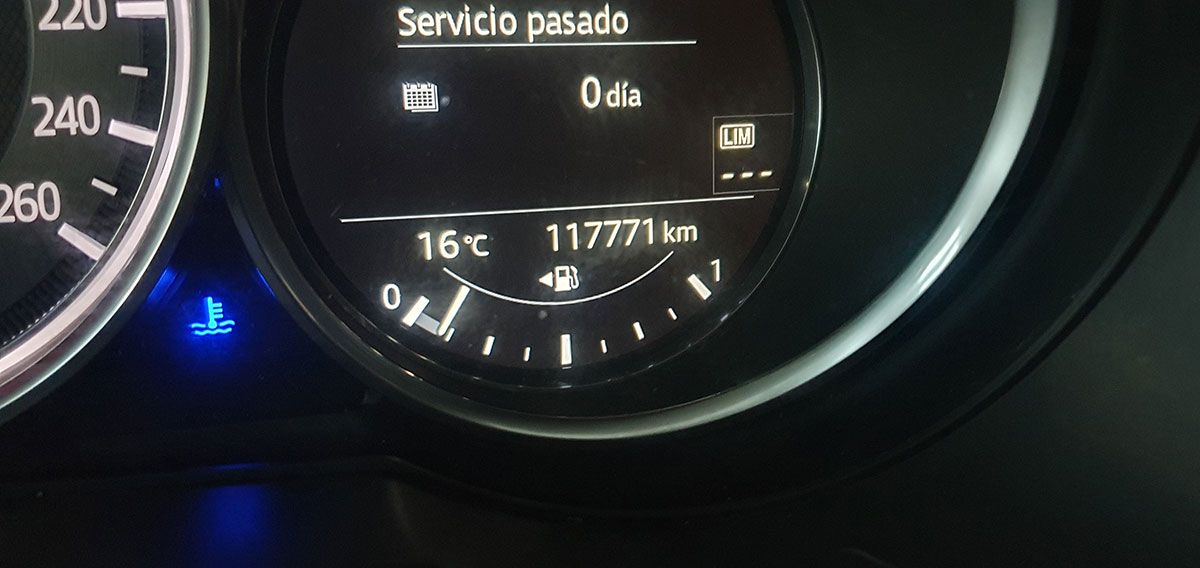 220
240
260
Servicio pasado
0 día
LIM
---
16°C 117771 km
0 1